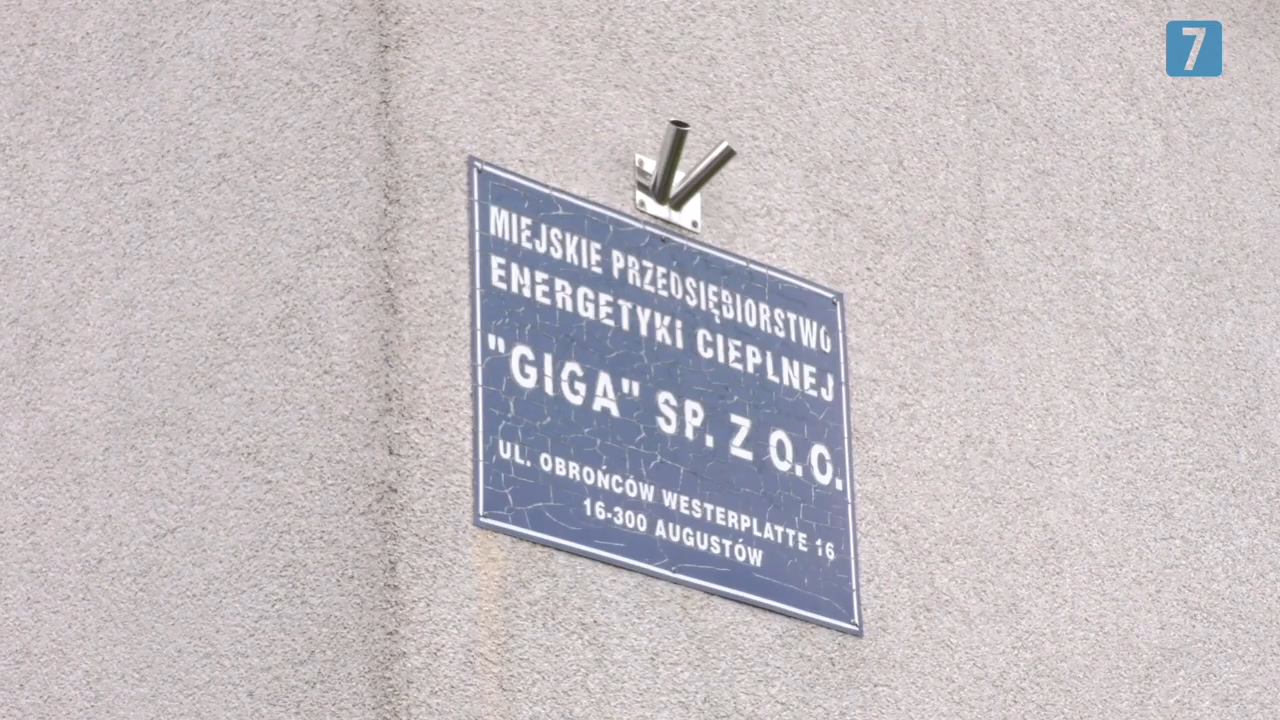 7
MIEJSKIE PRZEDSIĘBIORSTWO
ENERGETYKI CIEPLNEJ
"GIGA" SP. Z O.O.
UL. OBROŃCÓW WESTERPLATTE 16
16-300 AUGUSTÓW